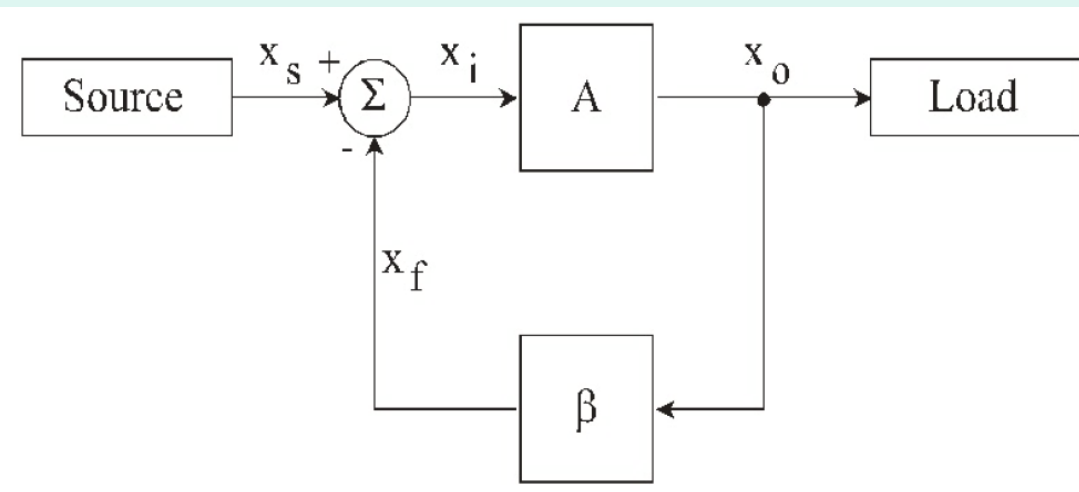 x_s + x_i x_o
Source Σ A Load
-
x_f
β